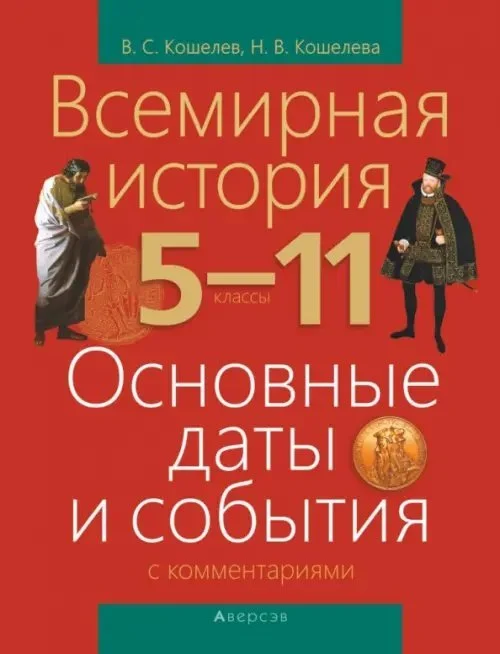 В. С. Кошелев, Н. В. Кошелева
Всемирная
история
5–11
классы
Основные
даты
и события
с комментариями
Аверсэв